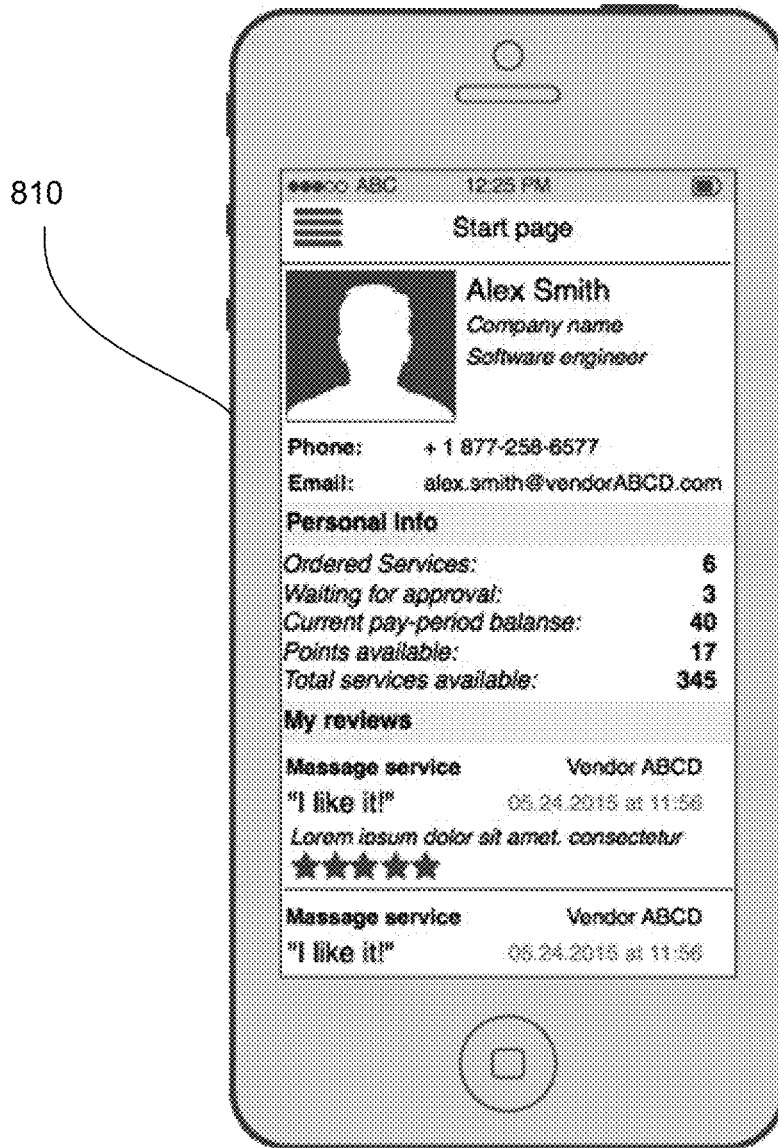 810
ABC 12:25 PM
Start page
Alex Smith
Company name
Software engineer
Phone: + 1 877-258-6577
Email: alex.smith@vendorABCD.com
Personal Info
Ordered Services: 6
Waiting for approval: 3
Current pay-period balanse: 40
Points available: 17
Total services available: 345
My reviews
Massage service Vendor ABCD
"I like it!" 05.24.2015 at 11:56
Lorem ipsum dolor sit amet, consectetur
Massage service Vendor ABCD
"I like it!" 05.24.2015 at 11:56